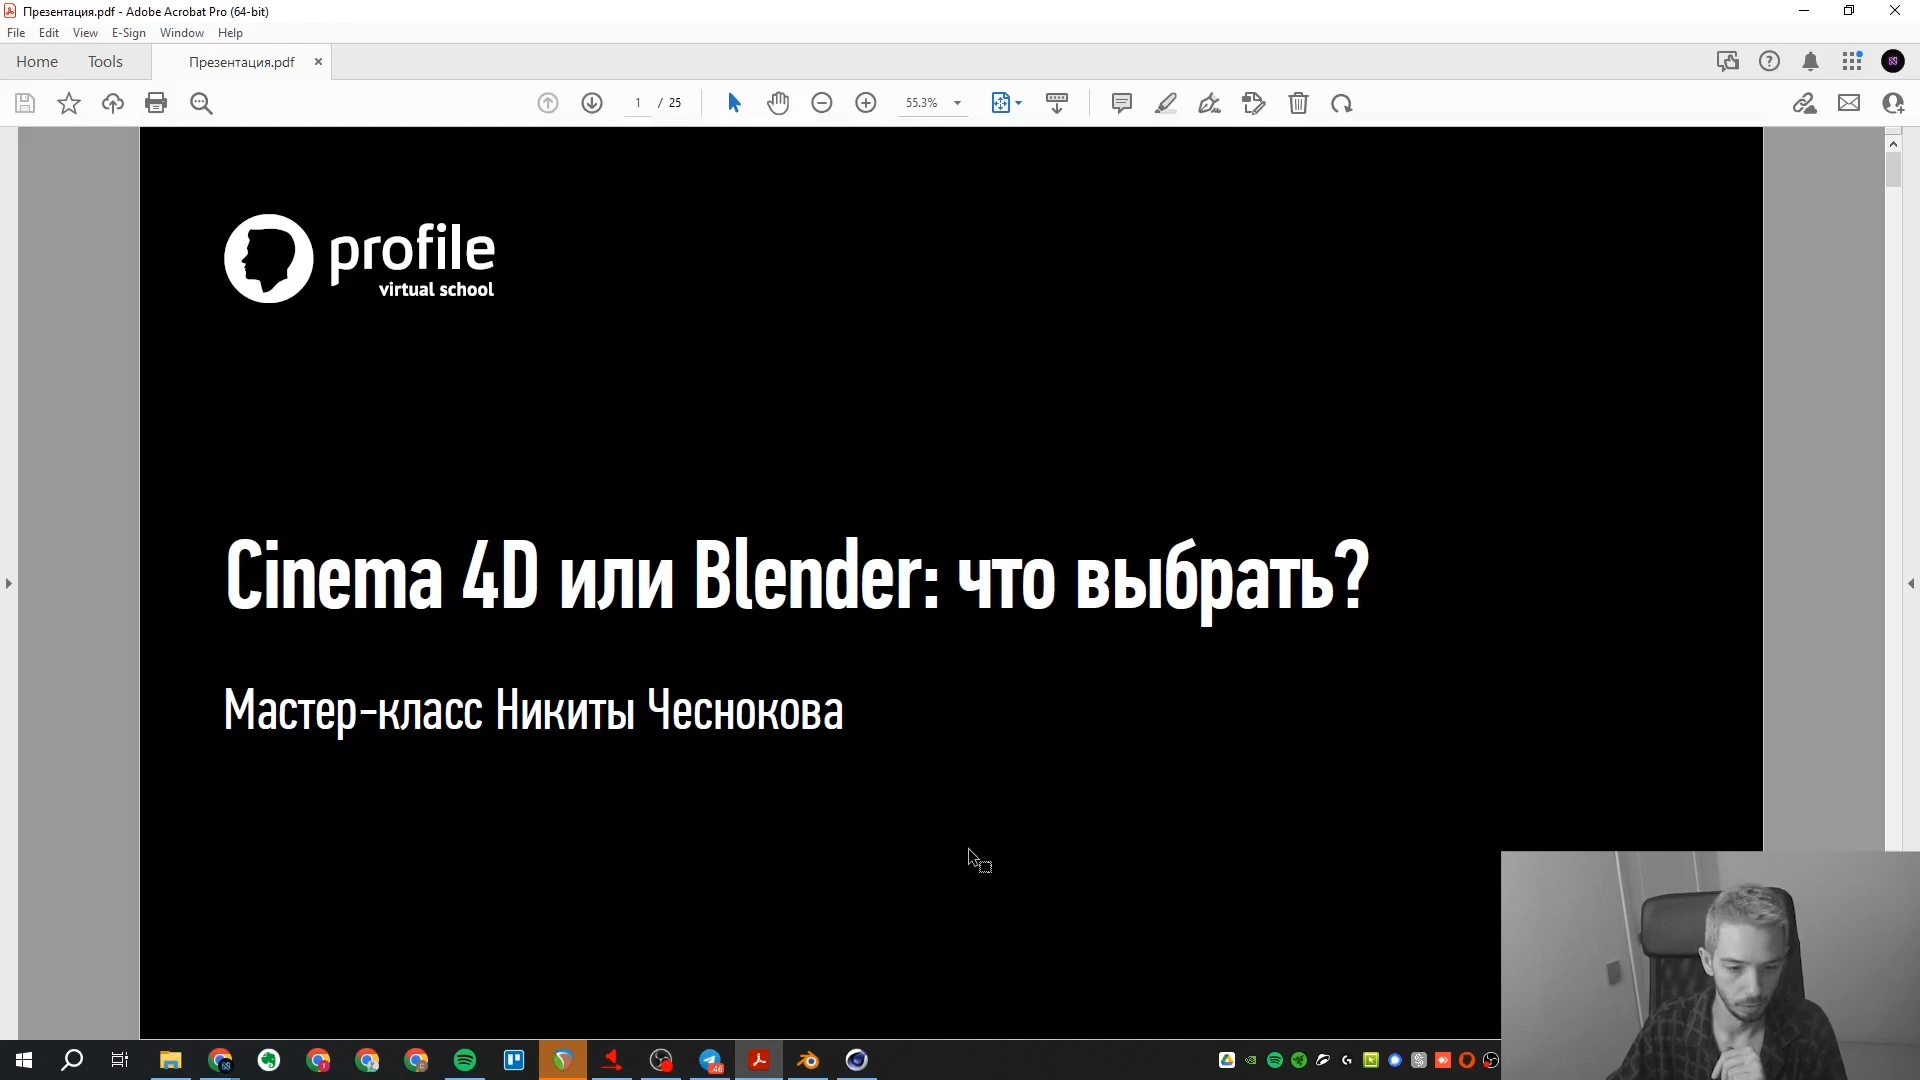 Презентация.pdf - Adobe Acrobat Pro (64-bit)
File Edit View E-Sign Window Help
Home Tools Презентация.pdf
1 / 25 55.3%
profile
virtual school
Cinema 4D или Blender: что выбрать?
Мастер-класс Никиты Чеснокова
46